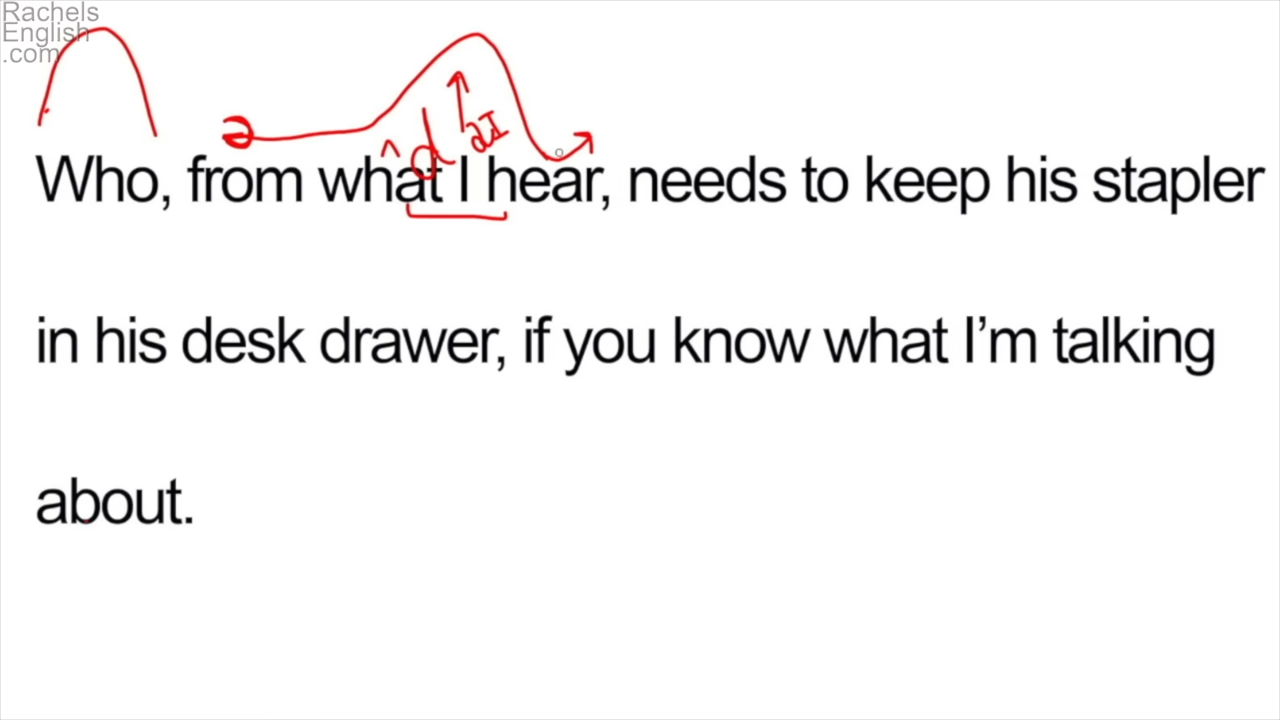 Rachels
English
.com
ə
ʌ d aɪ
Who, from what I hear, needs to keep his stapler
in his desk drawer, if you know what I’m talking
about.